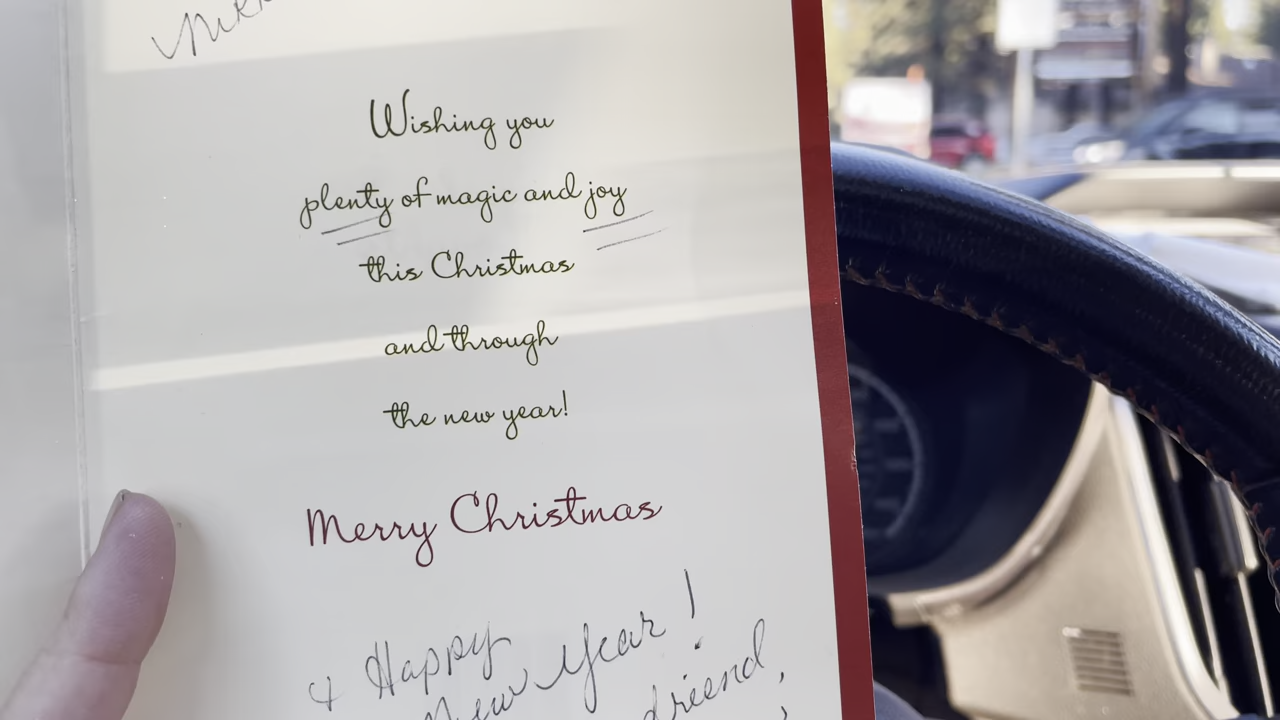 Wishing you
plenty of magic and joy
this Christmas
and through
the new year!
Merry Christmas
& Happy
New Year!
friend,